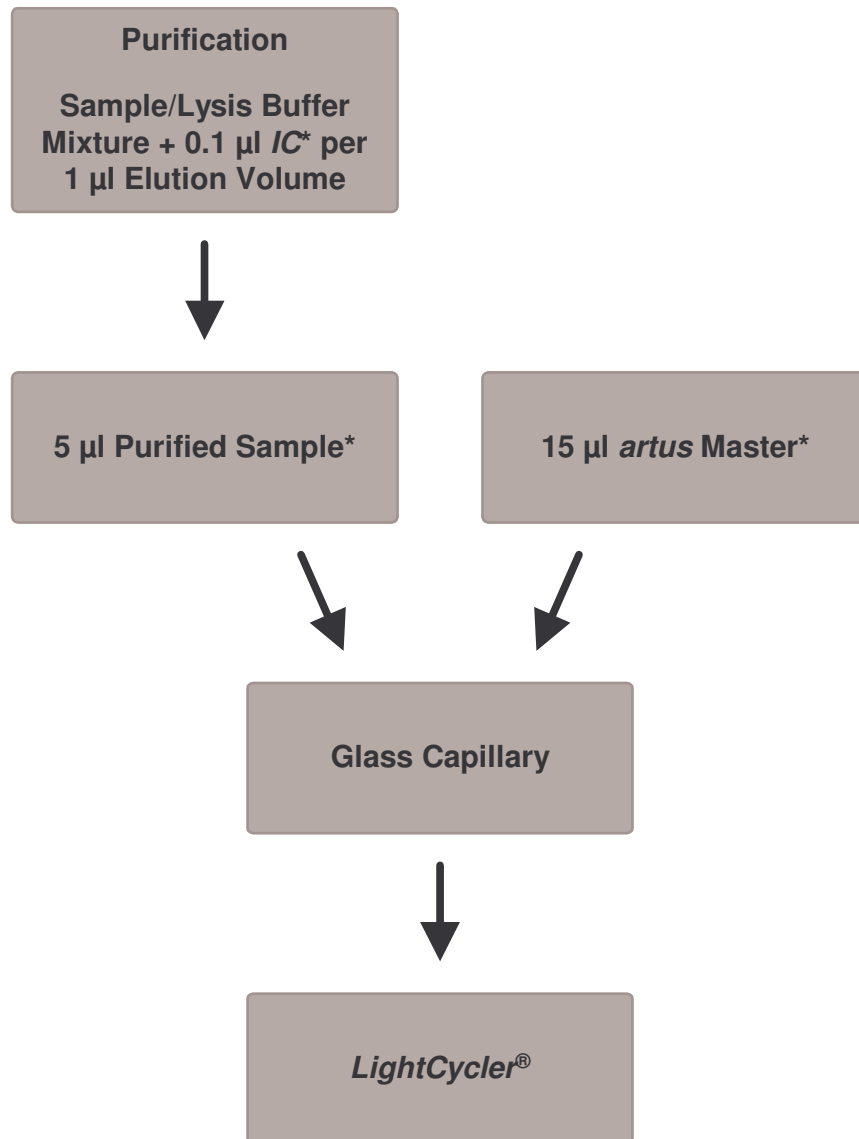 Purification
Sample/Lysis Buffer
Mixture + 0.1 µl IC* per
1 µl Elution Volume
5 µl Purified Sample*
15 µl artus Master*
Glass Capillary
LightCycler®